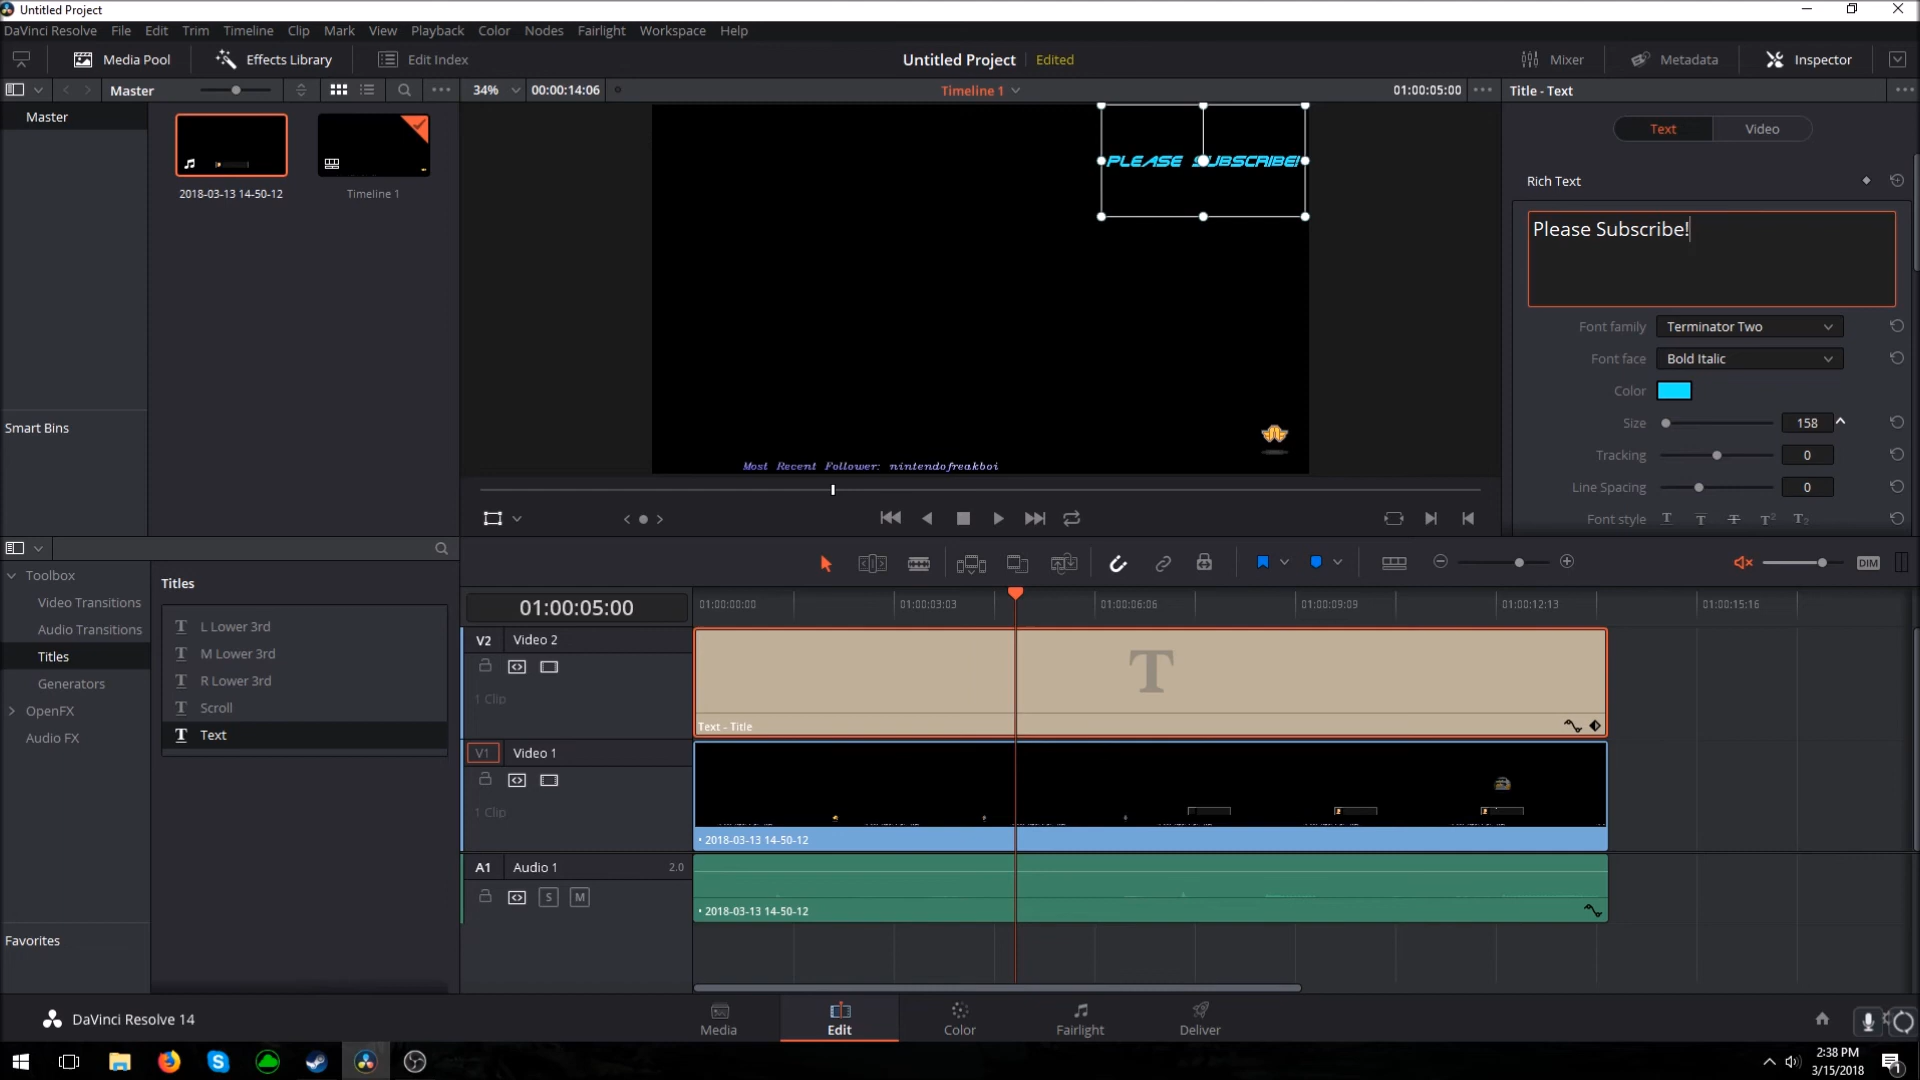 Untitled Project
DaVinci Resolve File Edit Trim Timeline Clip Mark View Playback Color Nodes Fairlight Workspace Help
Media Pool Effects Library Edit Index Untitled Project Edited Mixer Metadata Inspector
Master 34% 00:00:14:06 Timeline 1 01:00:05:00 Title - Text
Master
2018-03-13 14-50-12 Timeline 1
Smart Bins
PLEASE SUBSCRIBE!
Most Recent Follower: nintendofreakboi
Text Video
Rich Text
Please Subscribe!
Font family Terminator Two
Font face Bold Italic
Color
Size 158
Tracking 0
Line Spacing 0
Font style T T T T² T₂
DIM
Toolbox
Video Transitions
Audio Transitions
Titles
Generators
OpenFX
Audio FX
Favorites
Titles
L Lower 3rd
M Lower 3rd
R Lower 3rd
Scroll
Text
01:00:05:00 01:00:00:00 01:00:03:03 01:00:06:06 01:00:09:09 01:00:12:13 01:00:15:16
V2 Video 2
1 Clip
T
Text - Title
V1 Video 1
1 Clip
2018-03-13 14-50-12
A1 Audio 1 2.0
S M
2018-03-13 14-50-12
DaVinci Resolve 14 Media Edit Color Fairlight Deliver
2:38 PM
3/15/2018
1